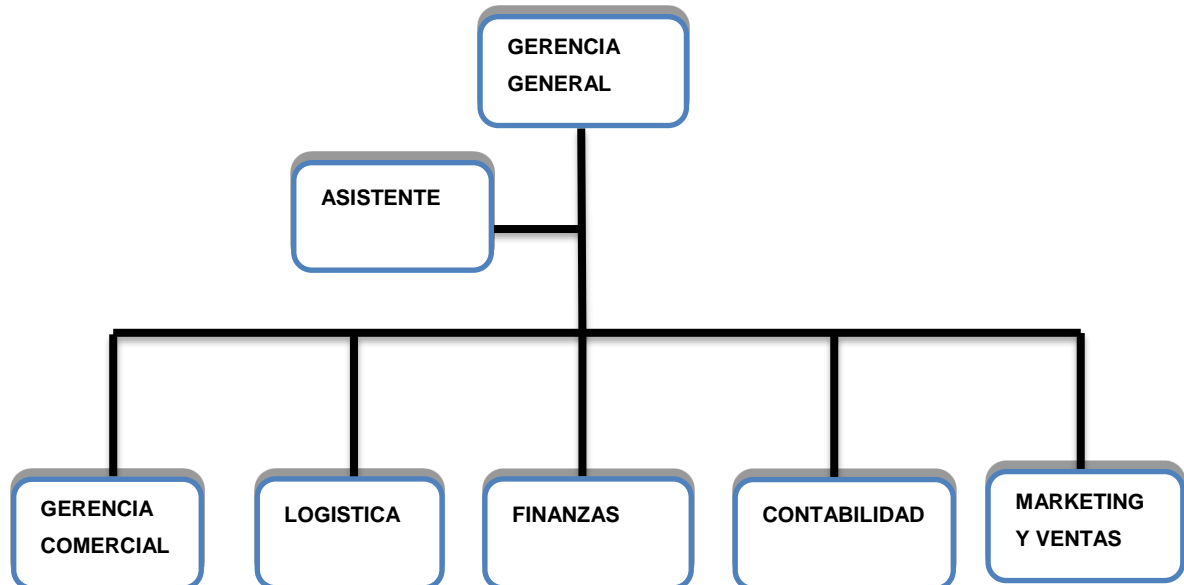 GERENCIA
GENERAL
ASISTENTE
GERENCIA
COMERCIAL
LOGISTICA
FINANZAS
CONTABILIDAD
MARKETING
Y VENTAS